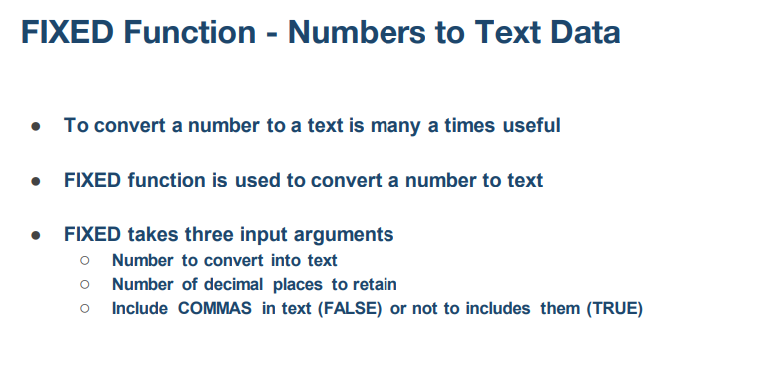 FIXED Function - Numbers to Text Data
● To convert a number to a text is many a times useful
● FIXED function is used to convert a number to text
● FIXED takes three input arguments
○ Number to convert into text
○ Number of decimal places to retain
○ Include COMMAS in text (FALSE) or not to includes them (TRUE)